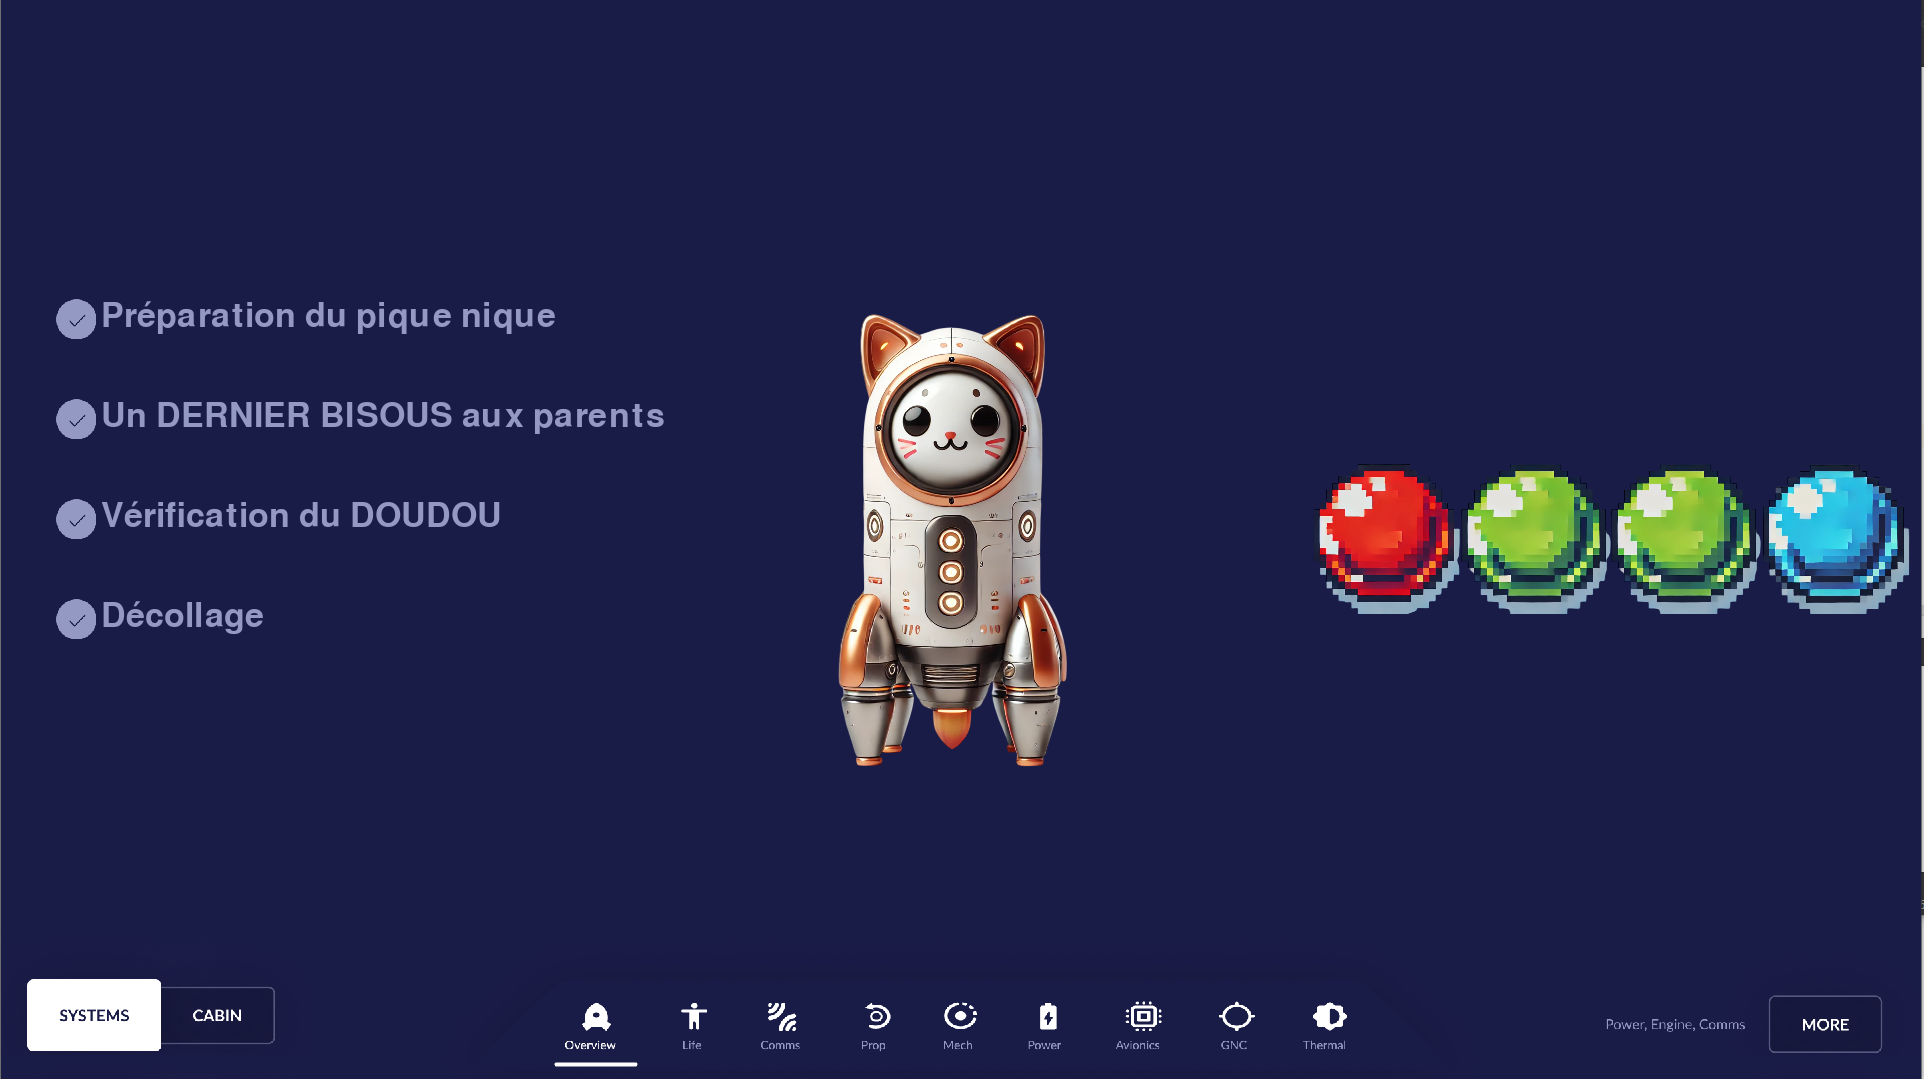 Préparation du pique nique
Un DERNIER BISOUS aux parents
Vérification du DOUDOU
Décollage
SYSTEMS
CABIN
Overview
Life
Comms
Prop
Mech
Power
Avionics
GNC
Thermal
Power, Engine, Comms
MORE